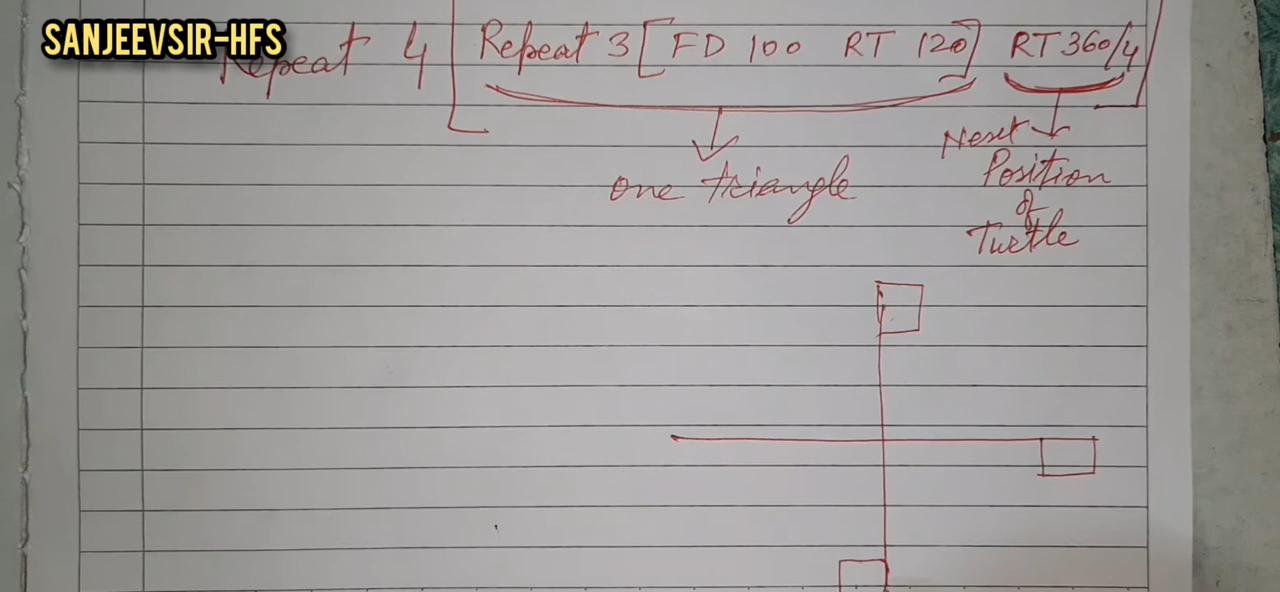 SANJEEVSIR-HFS
Repeat 4 [Repeat 3 [FD 100 RT 120] RT 360/4]
one triangle
Next
Position
of
Turtle